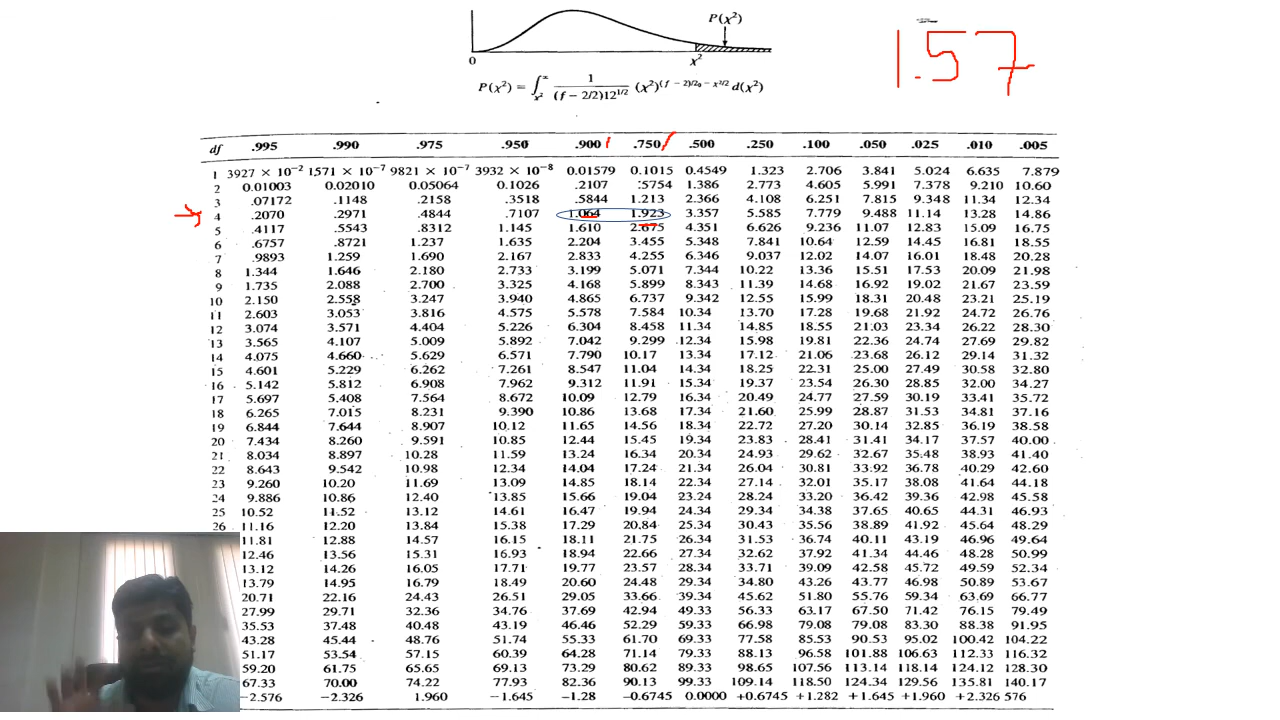 P(x²)
1.57
0
x²
P(x²) = ∫ 1/(f − 2/2)12^1/2 (x²)^(f − 2)/2e − x²/2 d(x²)
df .995 .990 .975 .950 .900 .750 .500 .250 .100 .050 .025 .010 .005
1 3927 × 10⁻² 1571 × 10⁻⁷ 9821 × 10⁻⁷ 3932 × 10⁻⁸ 0.01579 0.1015 0.4549 1.323 2.706 3.841 5.024 6.635 7.879
2 0.01003 0.02010 0.05064 0.1026 .2107 .5754 1.386 2.773 4.605 5.991 7.378 9.210 10.60
3 .07172 .1148 .2158 .3518 .5844 1.213 2.366 4.108 6.251 7.815 9.348 11.34 12.34
4 .2070 .2971 .4844 .7107 1.064 1.923 3.357 5.585 7.779 9.488 11.14 13.28 14.86
5 .4117 .5543 .8312 1.145 1.610 2.675 4.351 6.626 9.236 11.07 12.83 15.09 16.75
6 .6757 .8721 1.237 1.635 2.204 3.455 5.348 7.841 10.64 12.59 14.45 16.81 18.55
7 .9893 1.259 1.690 2.167 2.833 4.255 6.346 9.037 12.02 14.07 16.01 18.48 20.28
8 1.344 1.646 2.180 2.733 3.199 5.071 7.344 10.22 13.36 15.51 17.53 20.09 21.98
9 1.735 2.088 2.700 3.325 4.168 5.899 8.343 11.39 14.68 16.92 19.02 21.67 23.59
10 2.150 2.558 3.247 3.940 4.865 6.737 9.342 12.55 15.99 18.31 20.48 23.21 25.19
11 2.603 3.053 3.816 4.575 5.578 7.584 10.34 13.70 17.28 19.68 21.92 24.72 26.76
12 3.074 3.571 4.404 5.226 6.304 8.458 11.34 14.85 18.55 21.03 23.34 26.22 28.30
13 3.565 4.107 5.009 5.892 7.042 9.299 12.34 15.98 19.81 22.36 24.74 27.69 29.82
14 4.075 4.660 5.629 6.571 7.790 10.17 13.34 17.12 21.06 23.68 26.12 29.14 31.32
15 4.601 5.229 6.262 7.261 8.547 11.04 14.34 18.25 22.31 25.00 27.49 30.58 32.80
16 5.142 5.812 6.908 7.962 9.312 11.91 15.34 19.37 23.54 26.30 28.85 32.00 34.27
17 5.697 5.408 7.564 8.672 10.09 12.79 16.34 20.49 24.77 27.59 30.19 33.41 35.72
18 6.265 7.015 8.231 9.390 10.86 13.68 17.34 21.60 25.99 28.87 31.53 34.81 37.16
19 6.844 7.644 8.907 10.12 11.65 14.56 18.34 22.72 27.20 30.14 32.85 36.19 38.58
20 7.434 8.260 9.591 10.85 12.44 15.45 19.34 23.83 28.41 31.41 34.17 37.57 40.00
21 8.034 8.897 10.28 11.59 13.24 16.34 20.34 24.93 29.62 32.67 35.48 38.93 41.40
22 8.643 9.542 10.98 12.34 14.04 17.24 21.34 26.04 30.81 33.92 36.78 40.29 42.60
23 9.260 10.20 11.69 13.09 14.85 18.14 22.34 27.14 32.01 35.17 38.08 41.64 44.18
24 9.886 10.86 12.40 13.85 15.66 19.04 23.24 28.24 33.20 36.42 39.36 42.98 45.58
25 10.52 11.52 13.12 14.61 16.47 19.94 24.34 29.34 34.38 37.65 40.65 44.31 46.93
26 11.16 12.20 13.84 15.38 17.29 20.84 25.34 30.43 35.56 38.89 41.92 45.64 48.29
11.81 12.88 14.57 16.15 18.11 21.75 26.34 31.53 36.74 40.11 43.19 46.96 49.64
12.46 13.56 15.31 16.93 18.94 22.66 27.34 32.62 37.92 41.34 44.46 48.28 50.99
13.12 14.26 16.05 17.71 19.77 23.57 28.34 33.71 39.09 42.58 45.72 49.59 52.34
13.79 14.95 16.79 18.49 20.60 24.48 29.34 34.80 43.26 43.77 46.98 50.89 53.67
20.71 22.16 24.43 26.51 29.05 33.66 39.34 45.62 51.80 55.76 59.34 63.69 66.77
27.99 29.71 32.36 34.76 37.69 42.94 49.33 56.33 63.17 67.50 71.42 76.15 79.49
35.53 37.48 40.48 43.19 46.46 52.29 59.33 66.98 79.08 79.08 83.30 88.38 91.95
43.28 45.44 48.76 51.74 55.33 61.70 69.33 77.58 85.53 90.53 95.02 100.42 104.22
51.17 53.54 57.15 60.39 64.28 71.14 79.33 88.13 96.58 101.88 106.63 112.33 116.32
59.20 61.75 65.65 69.13 73.29 80.62 89.33 98.65 107.56 113.14 118.14 124.12 128.30
67.33 70.00 74.22 77.93 82.36 90.13 99.33 109.14 118.50 124.34 129.56 135.81 140.17
−2.576 −2.326 1.960 −1.645 −1.28 −0.6745 0.0000 +0.6745 +1.282 +1.645 +1.960 +2.326 576